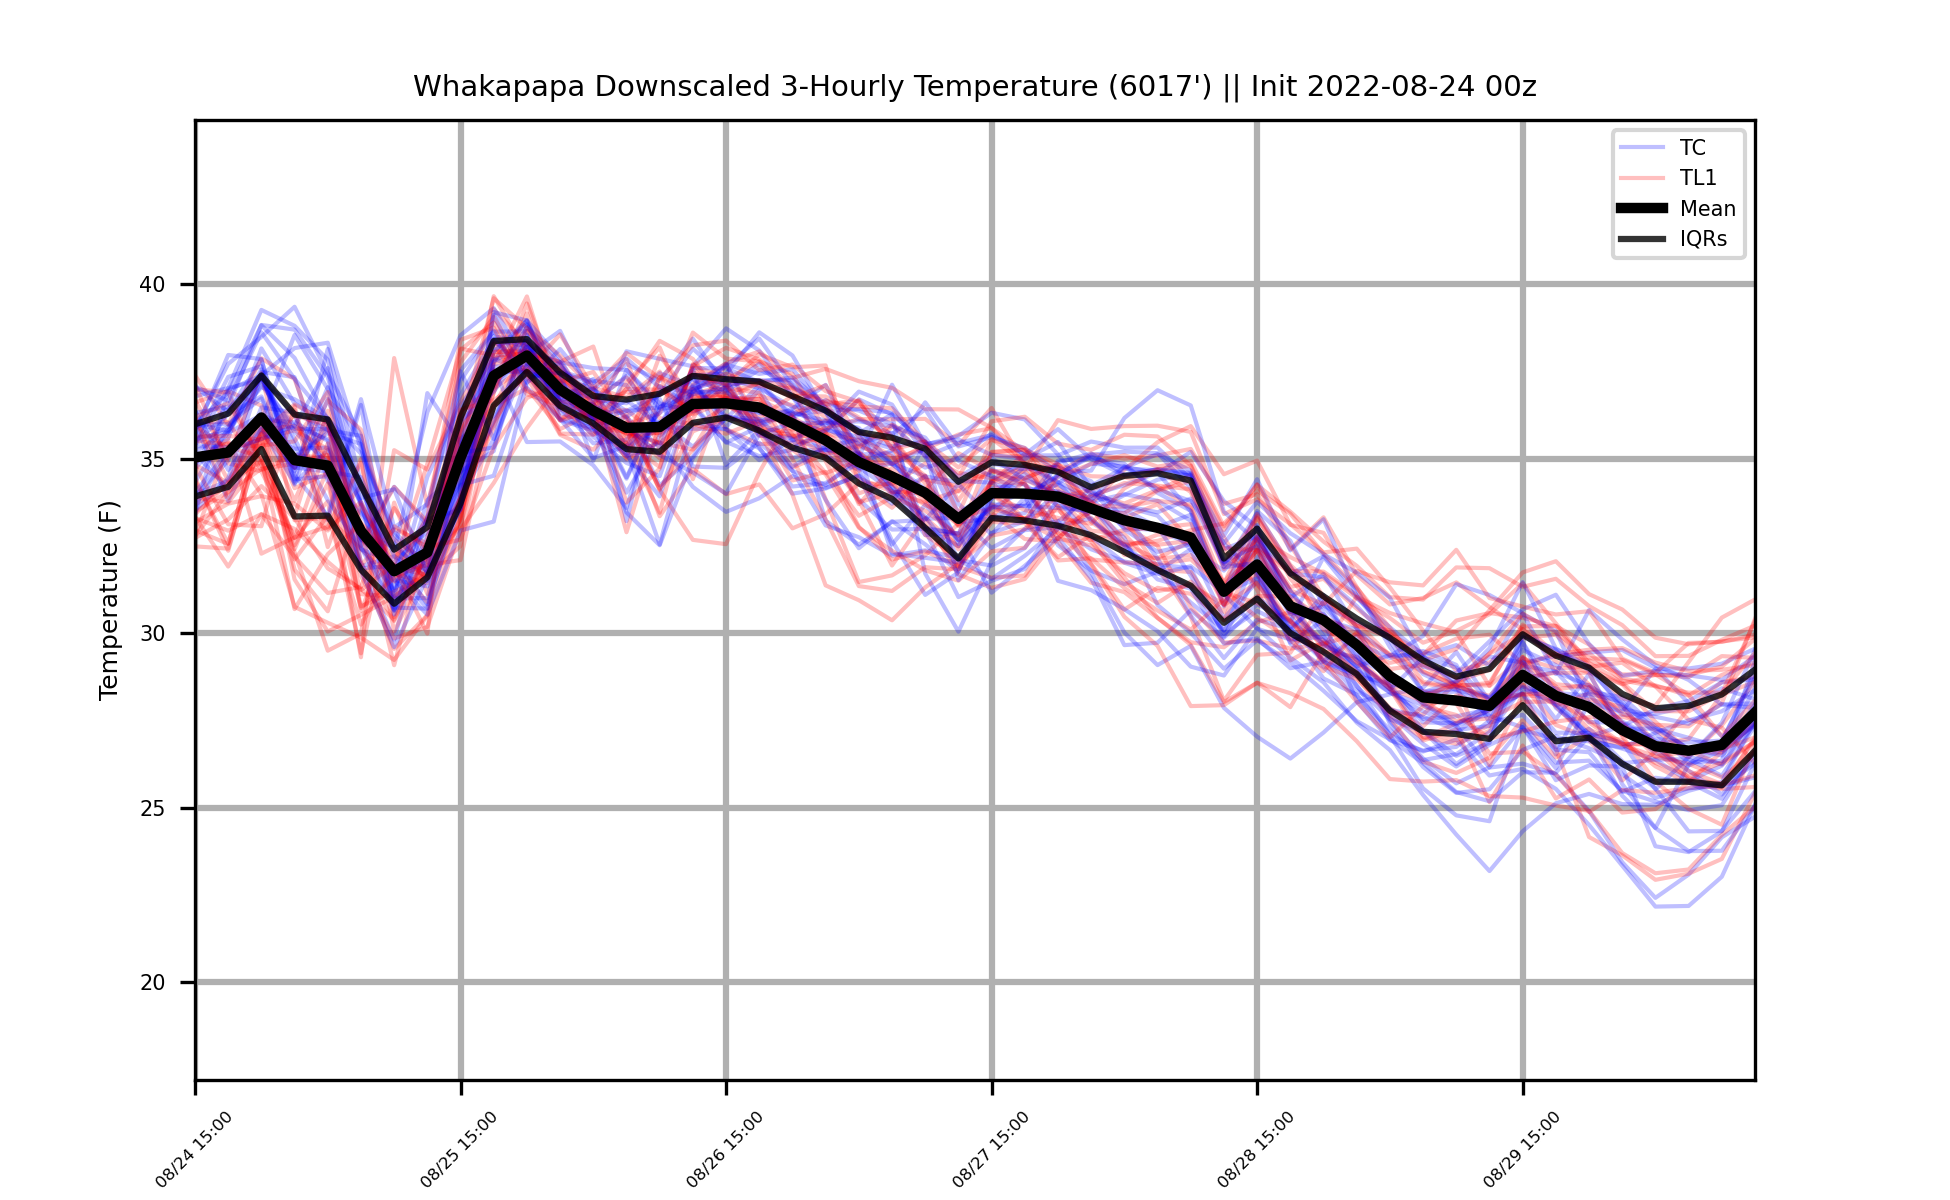 Whakapapa Downscaled 3-Hourly Temperature (6017') || Init 2022-08-24 00z
TC
TL1
Mean
IQRs
Temperature (F)
40
35
30
25
20
08/24 15:00
08/25 15:00
08/26 15:00
08/27 15:00
08/28 15:00
08/29 15:00